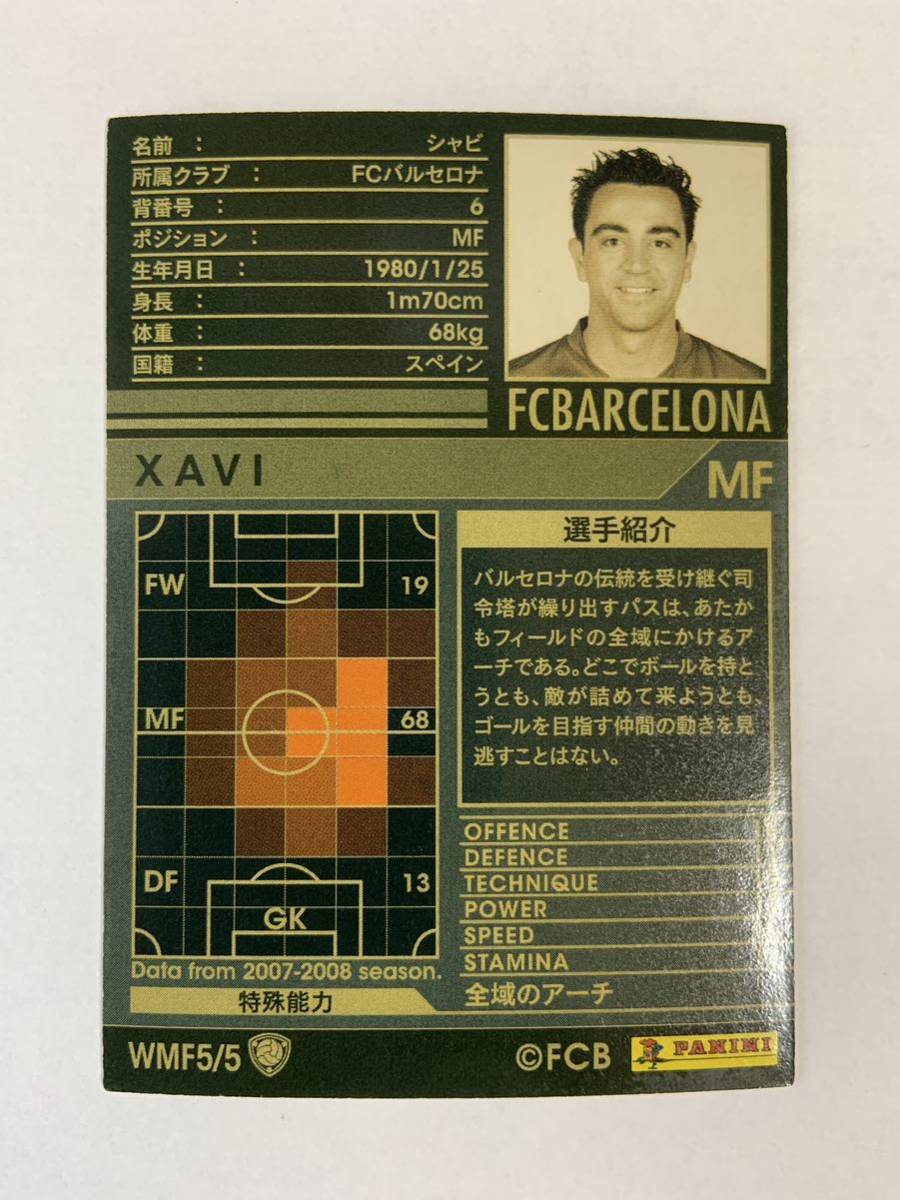 名前 : シャビ
所属クラブ : FCバルセロナ
背番号 : 6
ポジション : MF
生年月日 : 1980/1/25
身長 : 1m70cm
体重 : 68kg
国籍 : スペイン
FCBARCELONA
XAVI
MF
FW 19
MF 68
DF 13
GK
Data from 2007-2008 season.
選手紹介
バルセロナの伝統を受け継ぐ司
令塔が繰り出すパスは、あたか
もフィールドの全域にかけるア
ーチである。どこでボールを持と
うとも、敵が詰めて来ようとも、
ゴールを目指す仲間の動きを見
逃すことはない。
OFFENCE
DEFENCE
TECHNIQUE
POWER
SPEED
STAMINA
特殊能力 全域のアーチ
WMF5/5
©FCB
PANINI